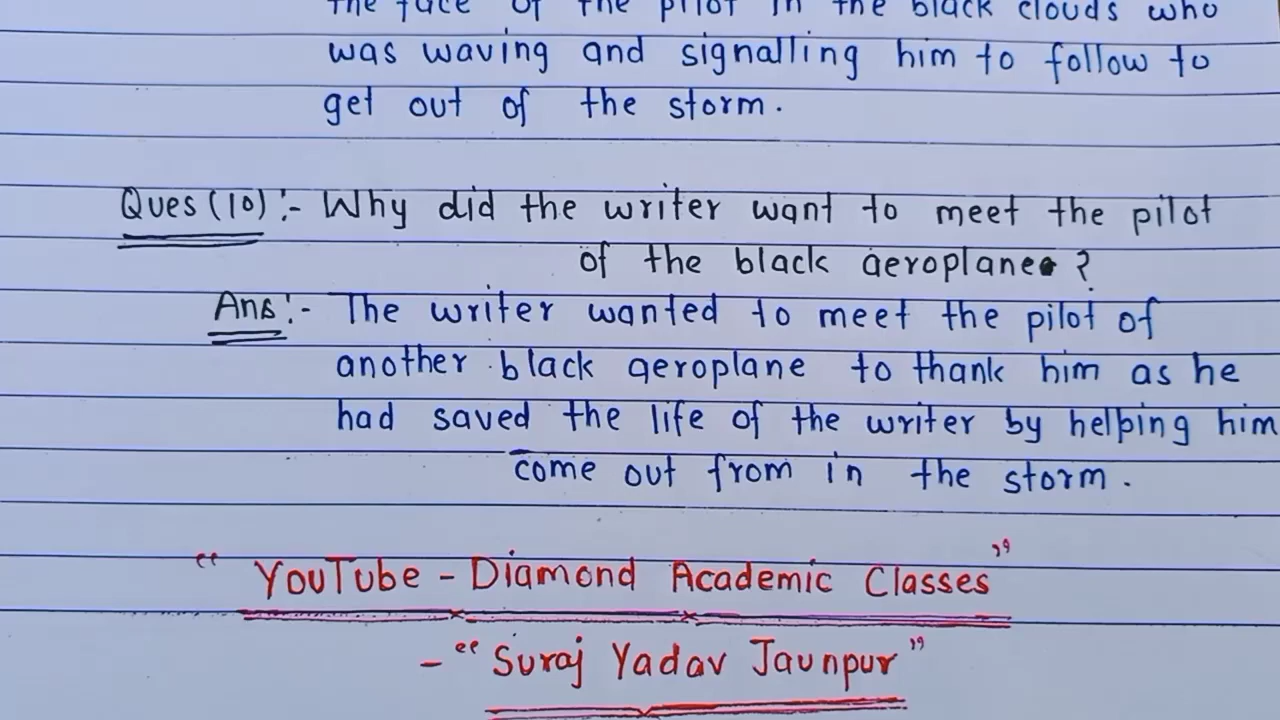 the face of the pilot in the black clouds who
was waving and signalling him to follow to
get out of the storm.
Ques (10):- Why did the writer want to meet the pilot
of the black aeroplane?
Ans:- The writer wanted to meet the pilot of
another black aeroplane to thank him as he
had saved the life of the writer by helping him
come out from in the storm.
" YouTube - Diamond Academic Classes "
- " Suraj Yadav Jaunpur "